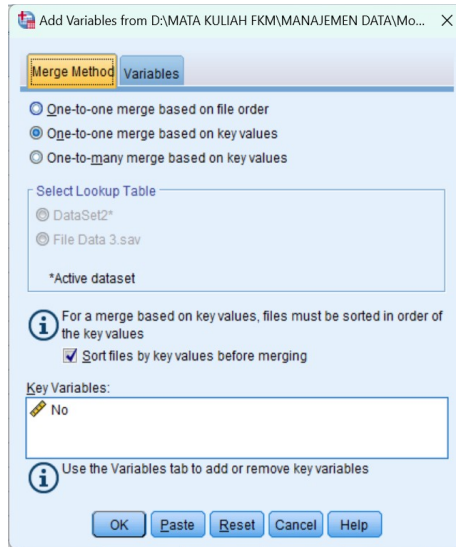 Add Variables from D:\MATA KULIAH FKM\MANAJEMEN DATA\Mo...
Merge Method
Variables
One-to-one merge based on file order
One-to-one merge based on key values
One-to-many merge based on key values
Select Lookup Table
DataSet2*
File Data 3.sav
*Active dataset
For a merge based on key values, files must be sorted in order of
the key values
Sort files by key values before merging
Key Variables:
No
Use the Variables tab to add or remove key variables
OK Paste Reset Cancel Help